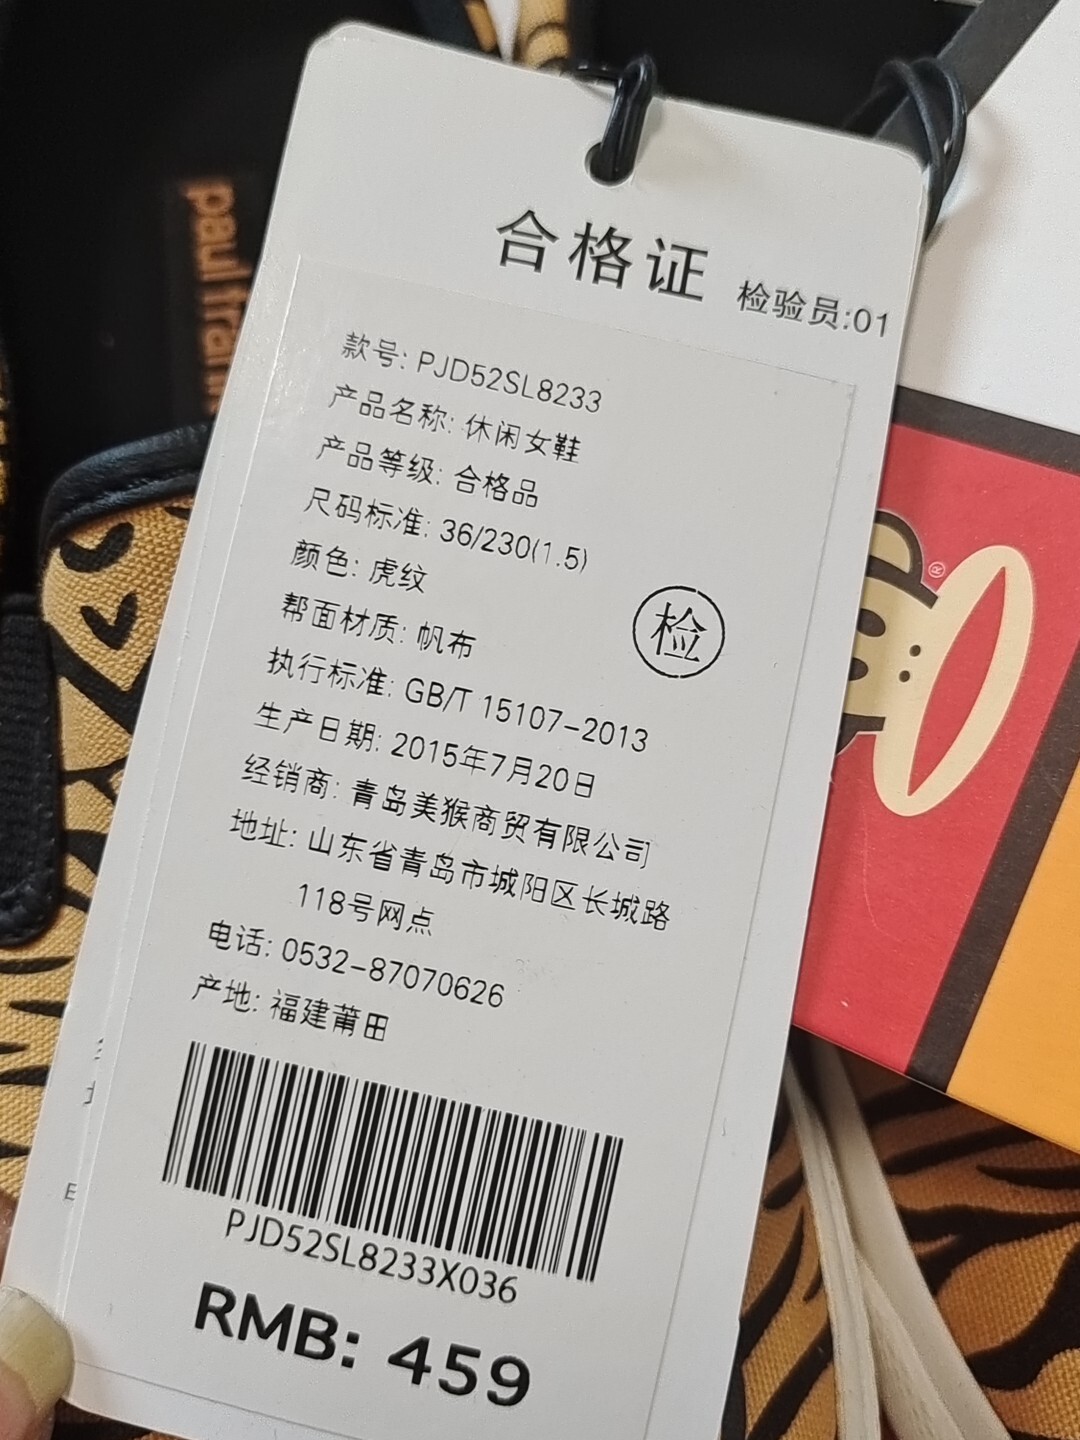 paul fran
合格证
检验员:01
款号: PJD52SL8233
产品名称: 休闲女鞋
产品等级: 合格品
尺码标准: 36/230(1.5)
颜色: 虎纹
帮面材质: 帆布
检
执行标准: GB/T 15107-2013
生产日期: 2015年7月20日
经销商: 青岛美猴商贸有限公司
地址: 山东省青岛市城阳区长城路
118号网点
电话: 0532-87070626
产地: 福建莆田
PJD52SL8233X036
RMB: 459
®